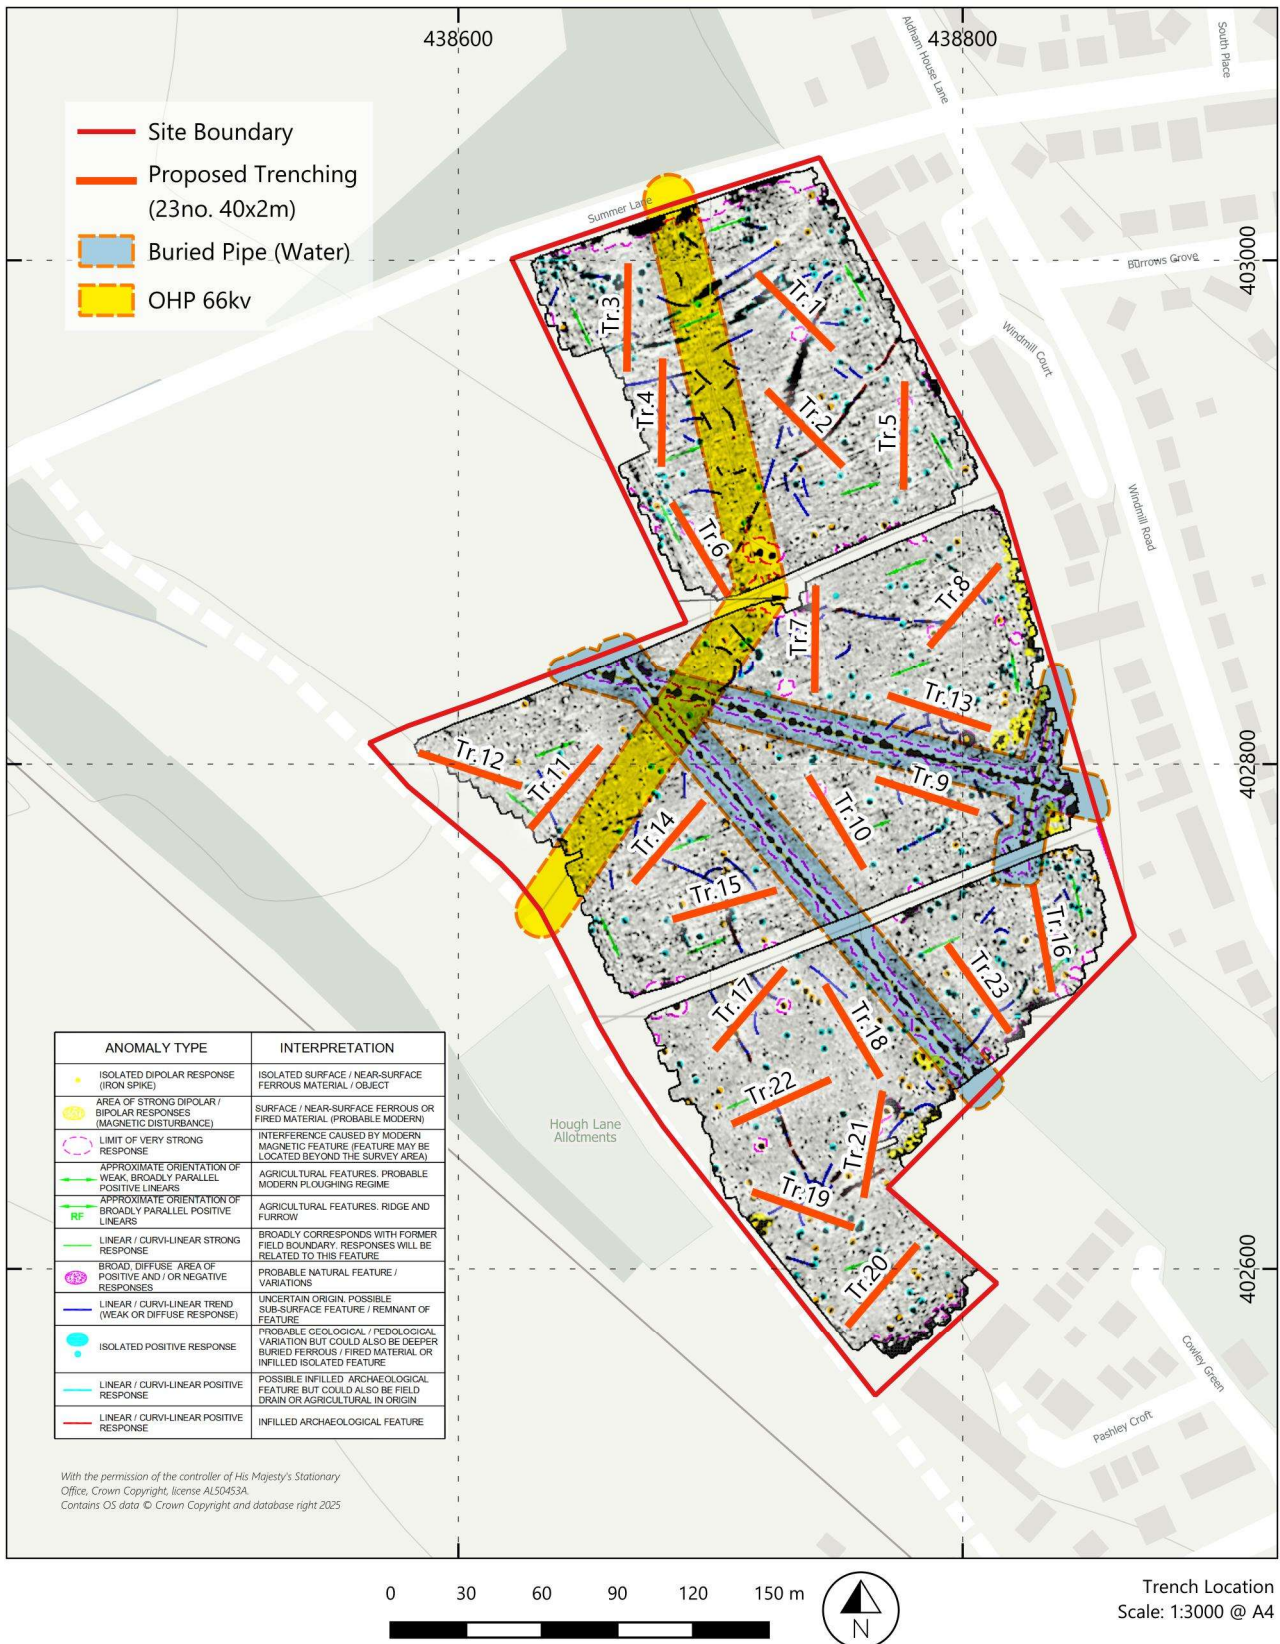 438600
438800
Aldham House Lane
South Place
Site Boundary
Proposed Trenching
(23no. 40x2m)
Buried Pipe (Water)
OHP 66kv
Summer Lane
Burrows Grove
403000
Windmill Court
Windmill Road
Tr.3
Tr.1
Tr.4
Tr.2
Tr.5
Tr.6
Tr.8
Tr.7
Tr.13
Tr.12
Tr.11
Tr.9
402800
Tr.10
Tr.14
Tr.15
Tr.16
Tr.23
Tr.17
Tr.18
Tr.22
Tr.21
Tr.19
Tr.20
402600
Hough Lane
Allotments
Cowley Green
Pashley Croft
ANOMALY TYPE
INTERPRETATION
ISOLATED DIPOLAR RESPONSE
(IRON SPIKE)
ISOLATED SURFACE / NEAR-SURFACE
FERROUS MATERIAL / OBJECT
AREA OF STRONG DIPOLAR /
BIPOLAR RESPONSES
(MAGNETIC DISTURBANCE)
SURFACE / NEAR-SURFACE FERROUS OR
FIRED MATERIAL (PROBABLE MODERN)
LIMIT OF VERY STRONG
RESPONSE
INTERFERENCE CAUSED BY MODERN
MAGNETIC FEATURE (FEATURE MAY BE
LOCATED BEYOND THE SURVEY AREA)
APPROXIMATE ORIENTATION OF
WEAK, BROADLY PARALLEL
POSITIVE LINEARS
AGRICULTURAL FEATURES. PROBABLE
MODERN PLOUGHING REGIME
RF
APPROXIMATE ORIENTATION OF
BROADLY PARALLEL POSITIVE
LINEARS
AGRICULTURAL FEATURES. RIDGE AND
FURROW
LINEAR / CURVI-LINEAR STRONG
RESPONSE
BROADLY CORRESPONDS WITH FORMER
FIELD BOUNDARY. RESPONSES WILL BE
RELATED TO THIS FEATURE
BROAD, DIFFUSE AREA OF
POSITIVE AND / OR NEGATIVE
RESPONSES
PROBABLE NATURAL FEATURE /
VARIATIONS
LINEAR / CURVI-LINEAR TREND
(WEAK OR DIFFUSE RESPONSE)
UNCERTAIN ORIGIN. POSSIBLE
SUB-SURFACE FEATURE / REMNANT OF
FEATURE
ISOLATED POSITIVE RESPONSE
PROBABLE GEOLOGICAL / PEDOLOGICAL
VARIATION BUT COULD ALSO BE DEEPER
BURIED FERROUS / FIRED MATERIAL OR
INFILLED ISOLATED FEATURE
LINEAR / CURVI-LINEAR POSITIVE
RESPONSE
POSSIBLE INFILLED ARCHAEOLOGICAL
FEATURE BUT COULD ALSO BE FIELD
DRAIN OR AGRICULTURAL IN ORIGIN
LINEAR / CURVI-LINEAR POSITIVE
RESPONSE
INFILLED ARCHAEOLOGICAL FEATURE
With the permission of the controller of His Majesty's Stationary
Office, Crown Copyright, license AL50453A.
Contains OS data © Crown Copyright and database right 2025
0 30 60 90 120 150 m
N
Trench Location
Scale: 1:3000 @ A4